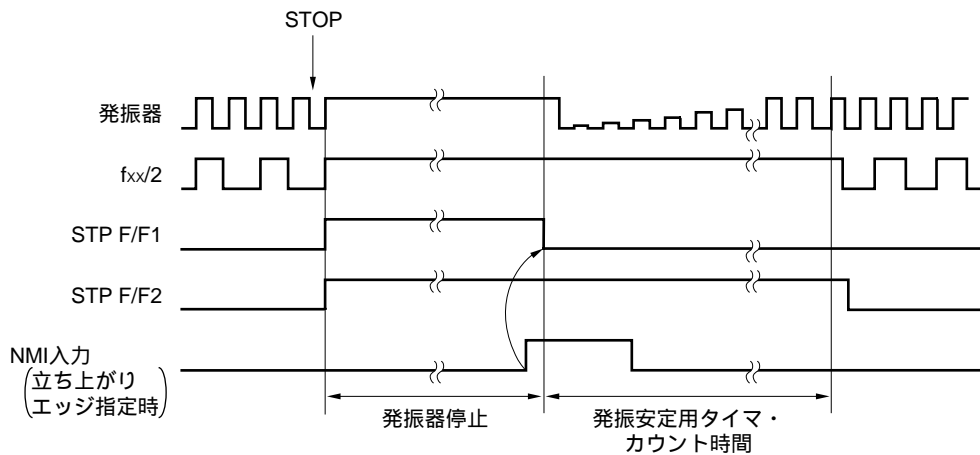 STOP
発振器
fxx/2
STP F/F1
STP F/F2
NMI入力
(立ち上がり
エッジ指定時)
発振器停止
発振安定用タイマ・
カウント時間